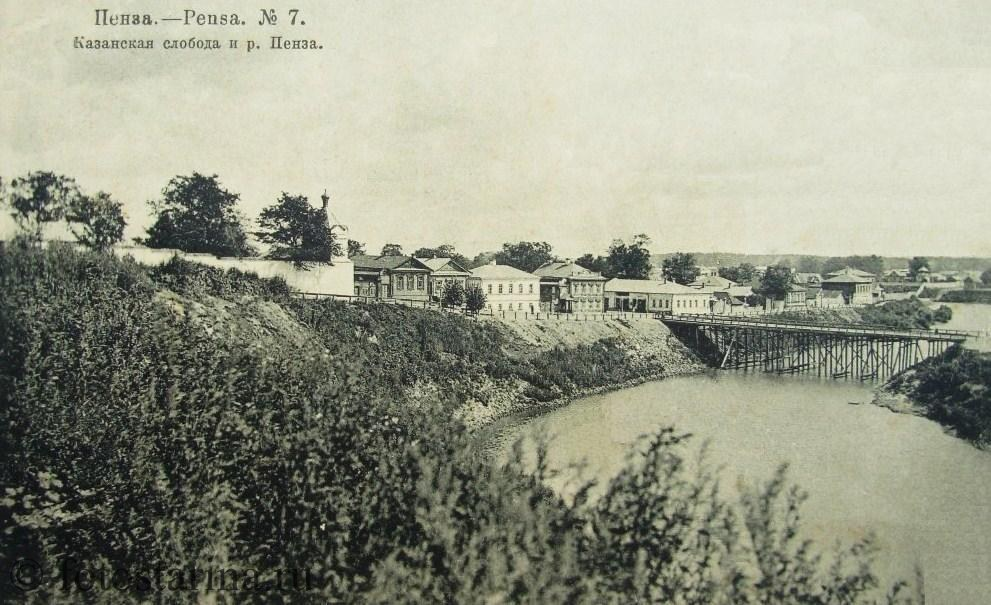 Пенза.—Pensa. № 7.
Казанская слобода и р. Пенза.
© fotostarina.ru